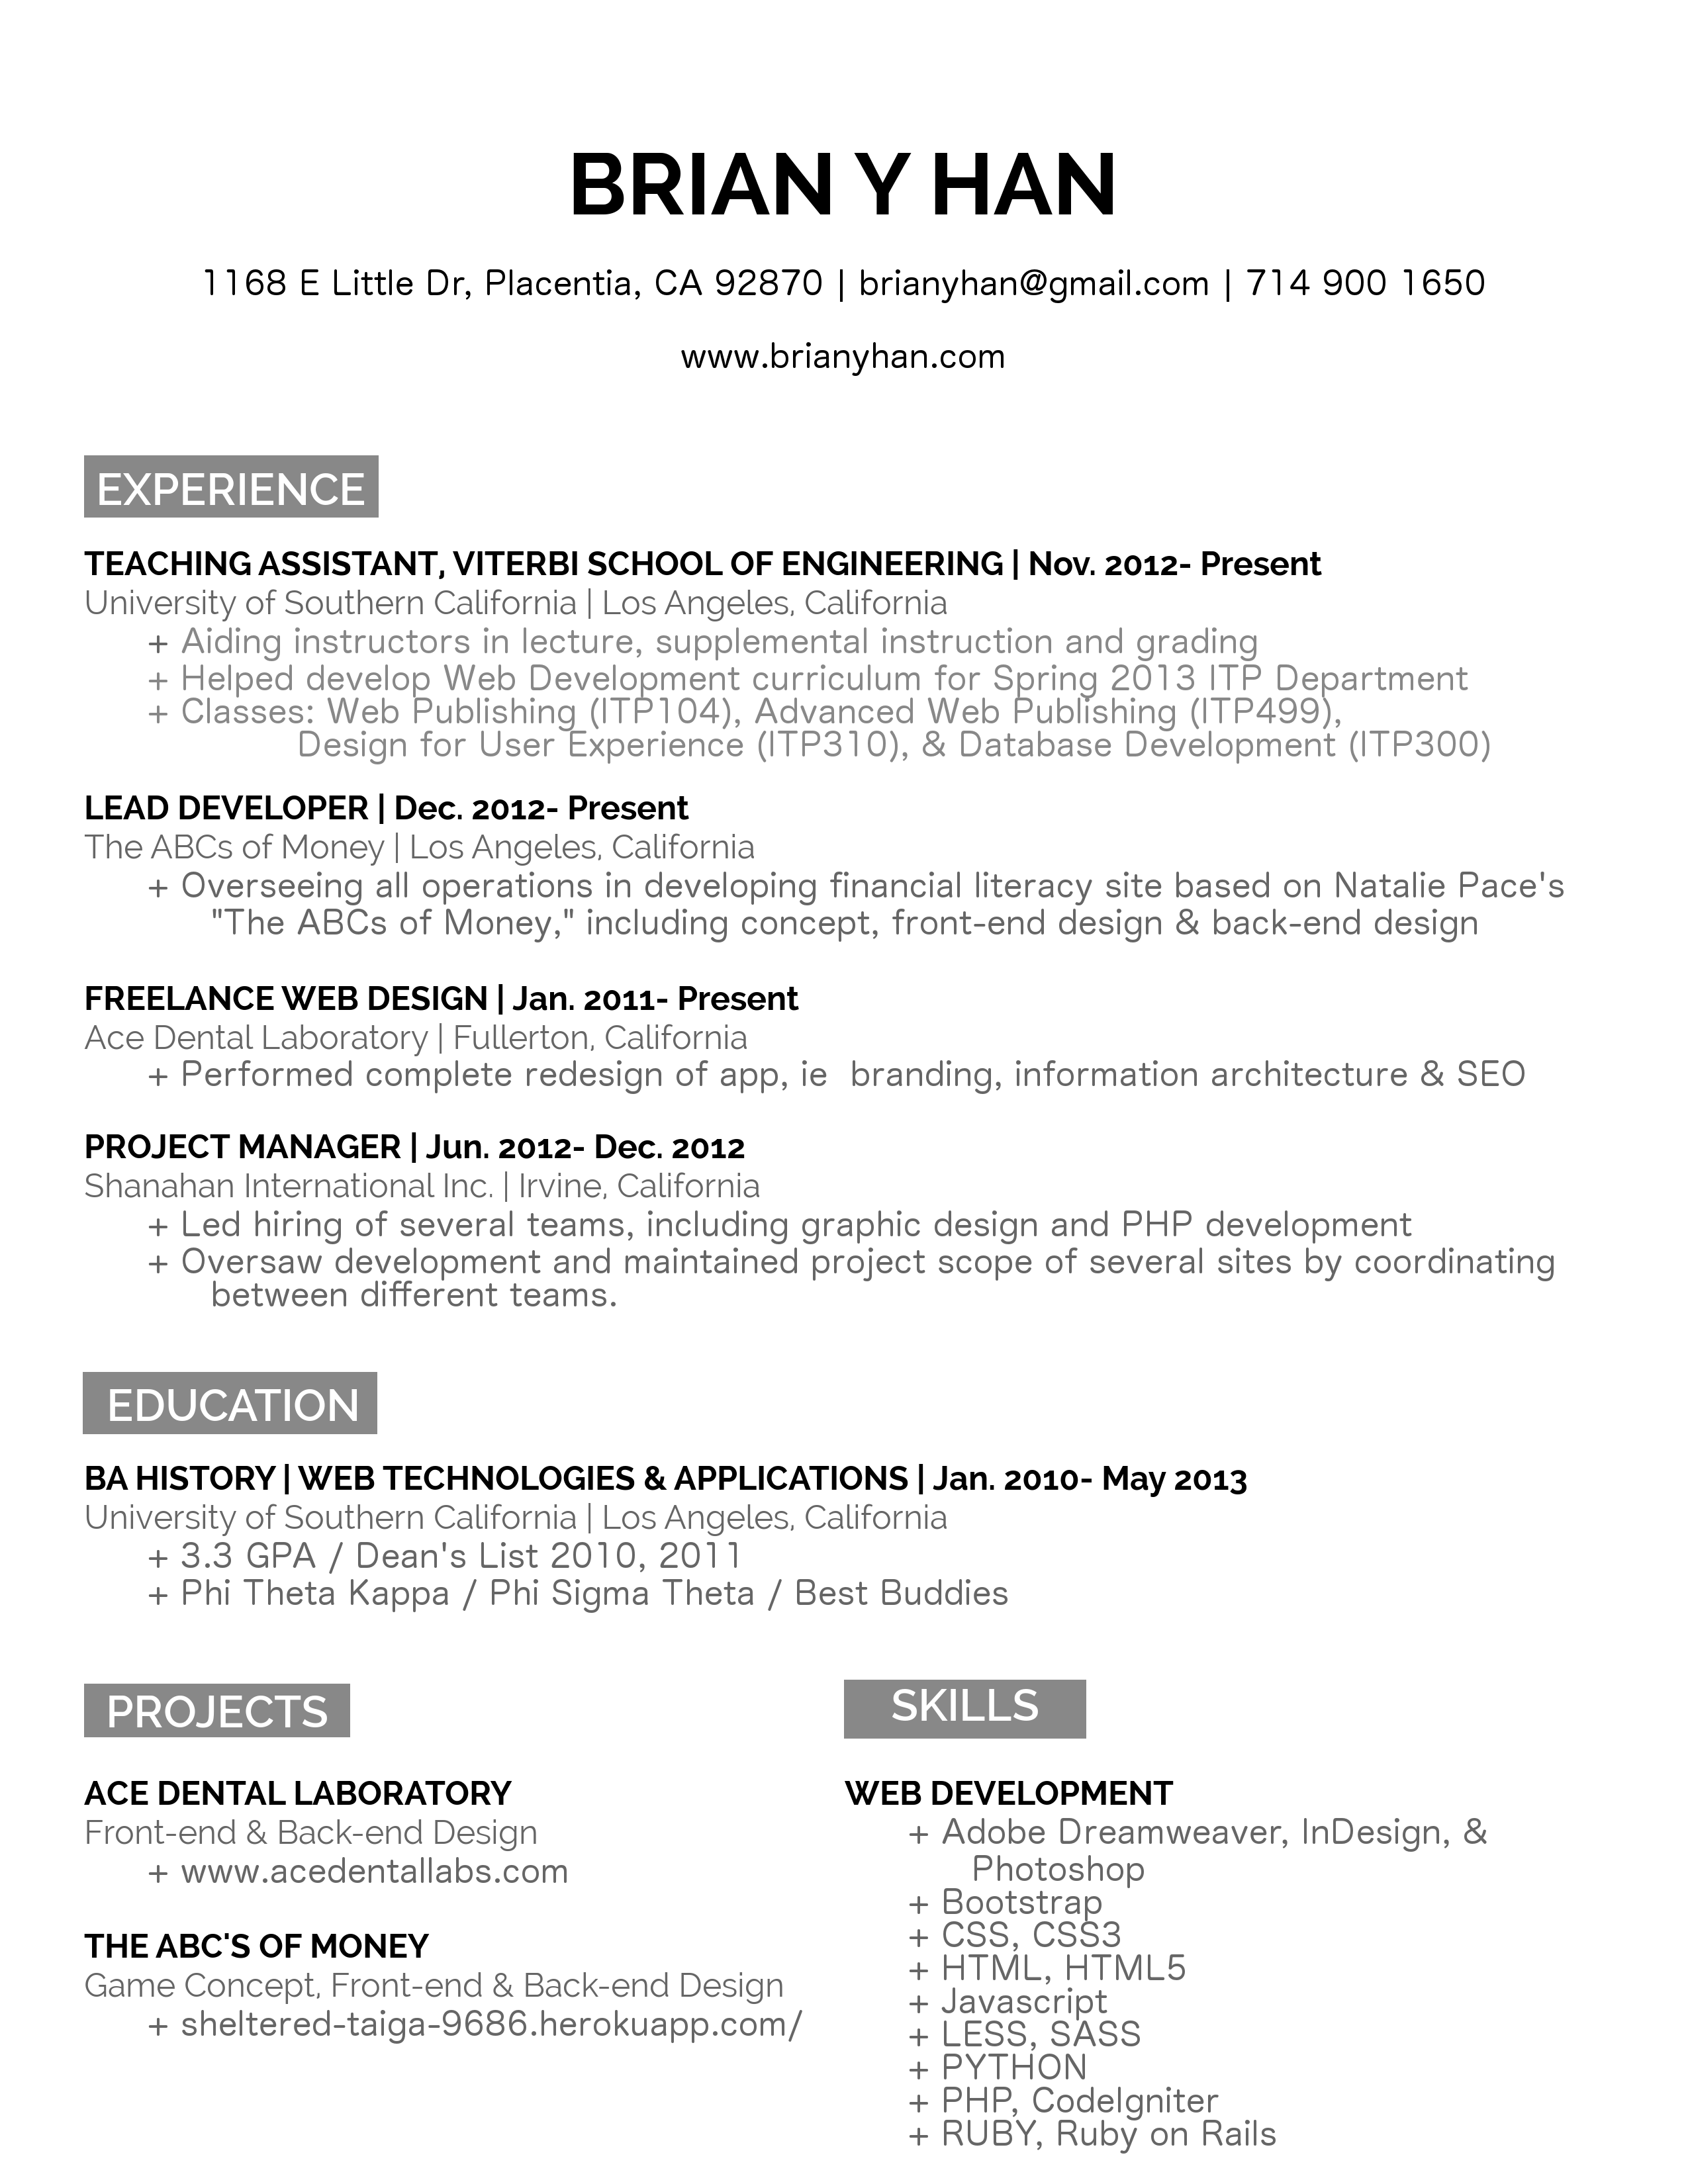 BRIAN Y HAN
1168 E Little Dr, Placentia, CA 92870 | brianyhan@gmail.com | 714 900 1650
www.brianyhan.com
EXPERIENCE
TEACHING ASSISTANT, VITERBI SCHOOL OF ENGINEERING | Nov. 2012- Present
University of Southern California | Los Angeles, California
+ Aiding instructors in lecture, supplemental instruction and grading
+ Helped develop Web Development curriculum for Spring 2013 ITP Department
+ Classes: Web Publishing (ITP104), Advanced Web Publishing (ITP499),
Design for User Experience (ITP310), & Database Development (ITP300)
LEAD DEVELOPER | Dec. 2012- Present
The ABCs of Money | Los Angeles, California
+ Overseeing all operations in developing financial literacy site based on Natalie Pace's
"The ABCs of Money," including concept, front-end design & back-end design
FREELANCE WEB DESIGN | Jan. 2011- Present
Ace Dental Laboratory | Fullerton, California
+ Performed complete redesign of app, ie  branding, information architecture & SEO
PROJECT MANAGER | Jun. 2012- Dec. 2012
Shanahan International Inc. | Irvine, California
+ Led hiring of several teams, including graphic design and PHP development
+ Oversaw development and maintained project scope of several sites by coordinating
between different teams.
EDUCATION
BA HISTORY | WEB TECHNOLOGIES & APPLICATIONS | Jan. 2010- May 2013
University of Southern California | Los Angeles, California
+ 3.3 GPA / Dean's List 2010, 2011
+ Phi Theta Kappa / Phi Sigma Theta / Best Buddies
PROJECTS
ACE DENTAL LABORATORY
Front-end & Back-end Design
+ www.acedentallabs.com
THE ABC'S OF MONEY
Game Concept, Front-end & Back-end Design
+ sheltered-taiga-9686.herokuapp.com/
SKILLS
WEB DEVELOPMENT
+ Adobe Dreamweaver, InDesign, &
Photoshop
+ Bootstrap
+ CSS, CSS3
+ HTML, HTML5
+ Javascript
+ LESS, SASS
+ PYTHON
+ PHP, CodeIgniter
+ RUBY, Ruby on Rails